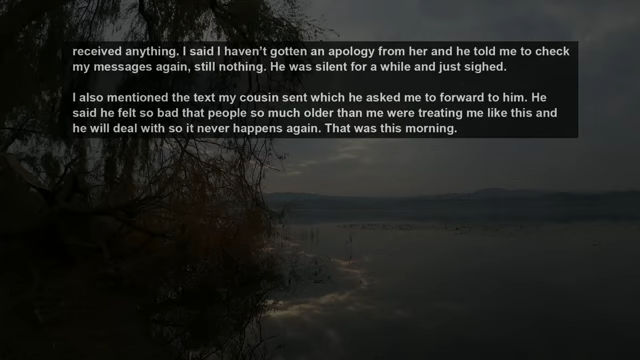 received anything. I said I haven't gotten an apology from her and he told me to check
my messages again, still nothing. He was silent for a while and just sighed.
I also mentioned the text my cousin sent which he asked me to forward to him. He
said he felt so bad that people so much older than me were treating me like this and
he will deal with so it never happens again. That was this morning.